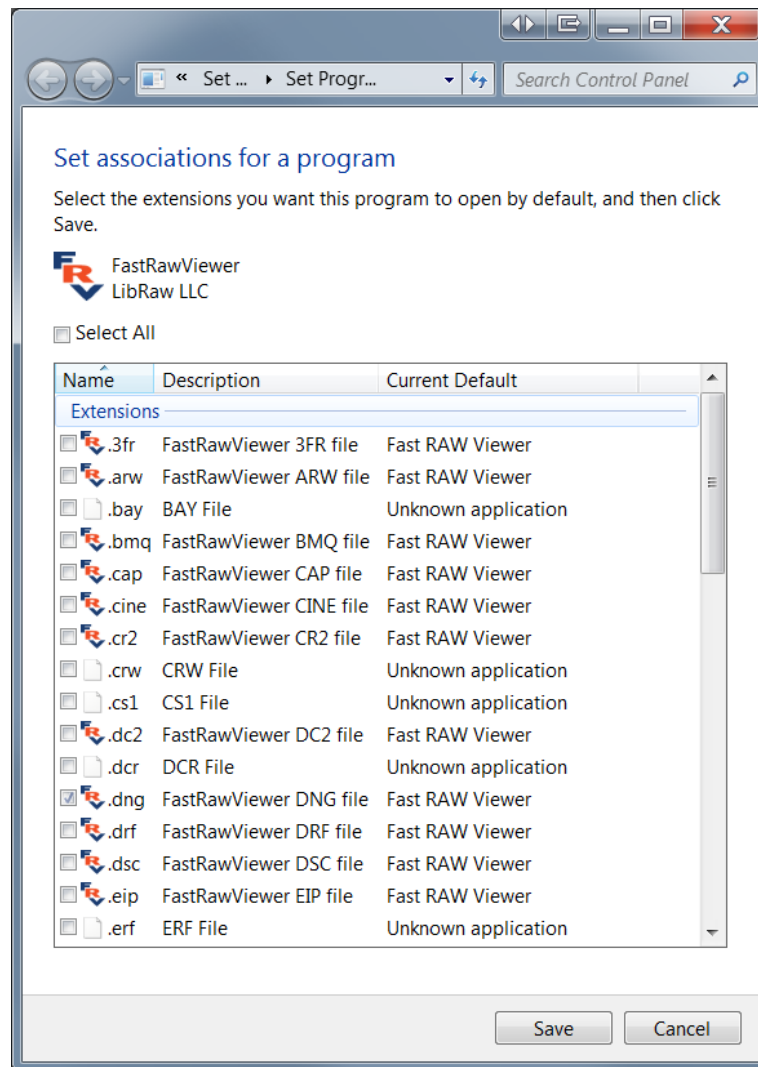 « Set ... ▸ Set Progr...
Search Control Panel
Set associations for a program
Select the extensions you want this program to open by default, and then click
Save.
FRV
FastRawViewer
LibRaw LLC
Select All
Name Description Current Default
Extensions
.3fr FastRawViewer 3FR file Fast RAW Viewer
.arw FastRawViewer ARW file Fast RAW Viewer
.bay BAY File Unknown application
.bmq FastRawViewer BMQ file Fast RAW Viewer
.cap FastRawViewer CAP file Fast RAW Viewer
.cine FastRawViewer CINE file Fast RAW Viewer
.cr2 FastRawViewer CR2 file Fast RAW Viewer
.crw CRW File Unknown application
.cs1 CS1 File Unknown application
.dc2 FastRawViewer DC2 file Fast RAW Viewer
.dcr DCR File Unknown application
.dng FastRawViewer DNG file Fast RAW Viewer
.drf FastRawViewer DRF file Fast RAW Viewer
.dsc FastRawViewer DSC file Fast RAW Viewer
.eip FastRawViewer EIP file Fast RAW Viewer
.erf ERF File Unknown application
Save Cancel